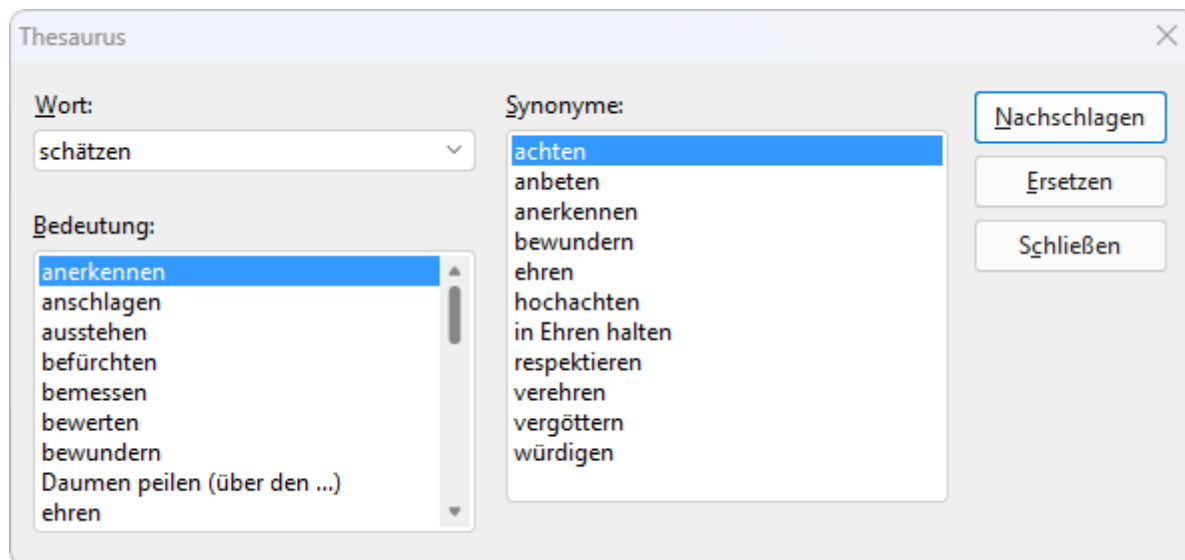 Thesaurus
Wort:
schätzen
Bedeutung:
anerkennen
anschlagen
ausstehen
befürchten
bemessen
bewerten
bewundern
Daumen peilen (über den ...)
ehren
Synonyme:
achten
anbeten
anerkennen
bewundern
ehren
hochachten
in Ehren halten
respektieren
verehren
vergöttern
würdigen
Nachschlagen
Ersetzen
Schließen